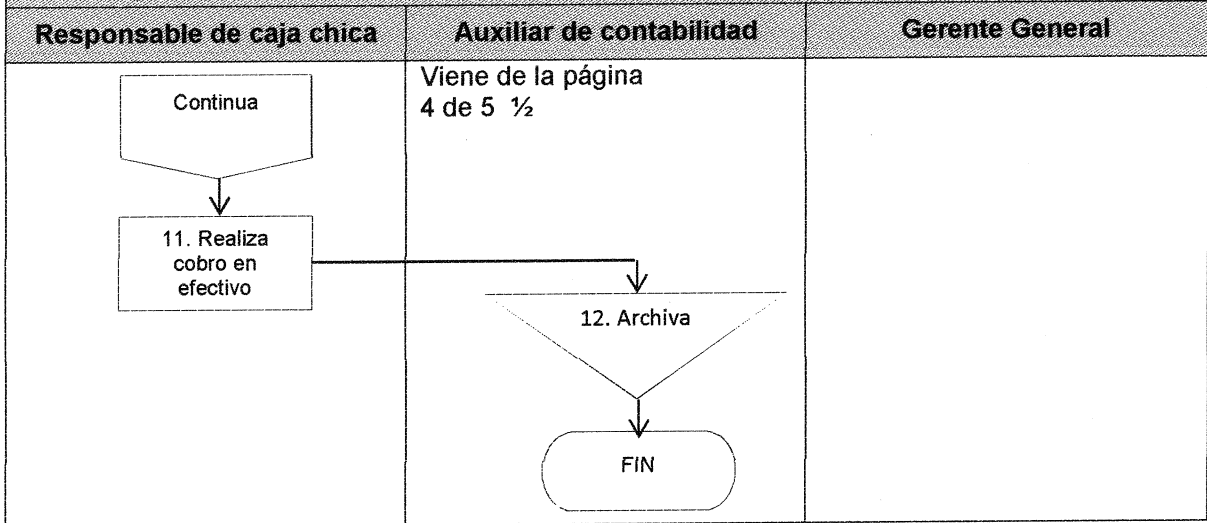 Responsable de caja chica
Auxiliar de contabilidad
Gerente General
Viene de la página
4 de 5 ½
Continua
11. Realiza
cobro en
efectivo
12. Archiva
FIN